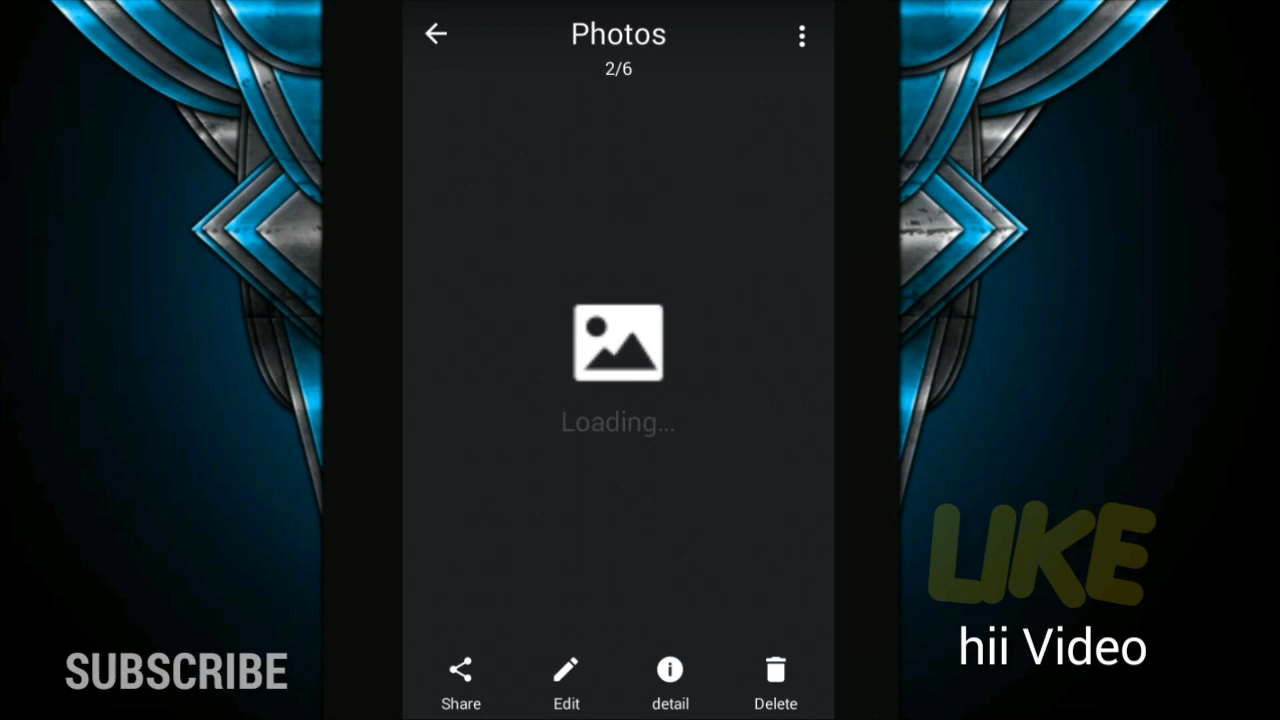 Photos
2/6
Loading...
LIKE
hii Video
SUBSCRIBE
Share
Edit
detail
Delete